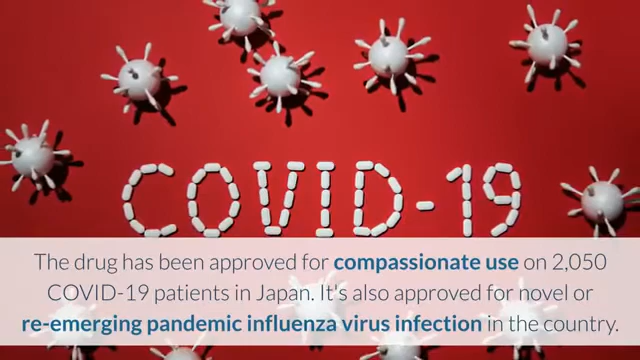 COVID-19
The drug has been approved for compassionate use on 2,050
COVID-19 patients in Japan. It's also approved for novel or
re-emerging pandemic influenza virus infection in the country.